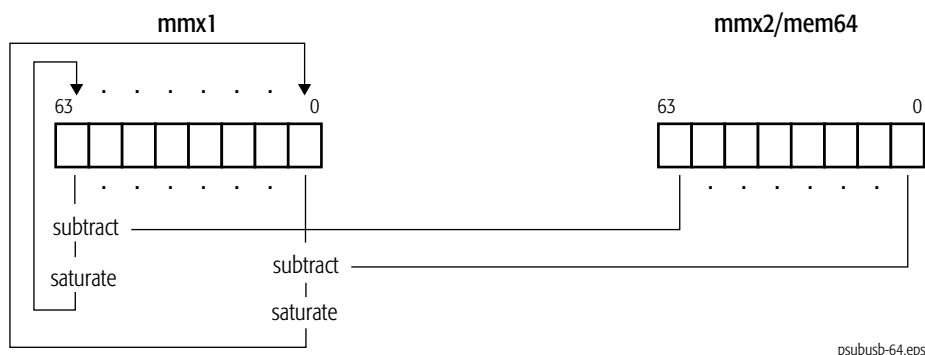 mmx1 mmx2/mem64
. . . . . .
63 0 63 0
. . . . . . . . . . . .
subtract
subtract
saturate
saturate
psubusb-64.eps